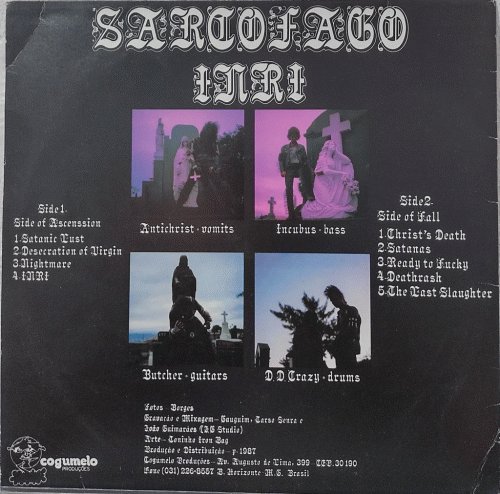 SARCOFAGO
INRI
Antichrist - vomits
Incubus - bass
Side 1-
Side of Ascenssion
1.Satanic Lust
2.Desecration of Virgin
3.Nightmare
4.INRI
Side 2-
Side of Fall
1.Christ's Death
2.Satanas
3.Ready to Fucky
4.Deathrash
5.The Last Slaughter
Butcher - guitars
D.D.Crazy - drums
Fotos - Borges
Gravação e Mixagem- Gauguim, Tarso Senra e
João Guimarães (JG Studio)
Arte- Toninho Iron
Produção e Distribuição - p.1987
Cogumelo Produções- Av. Augusto de Lima, 399 CEP.30190
Fone (031) 226-8557 B. Horizonte- M.G. Brasil
cogumelo
PRODUÇÕES